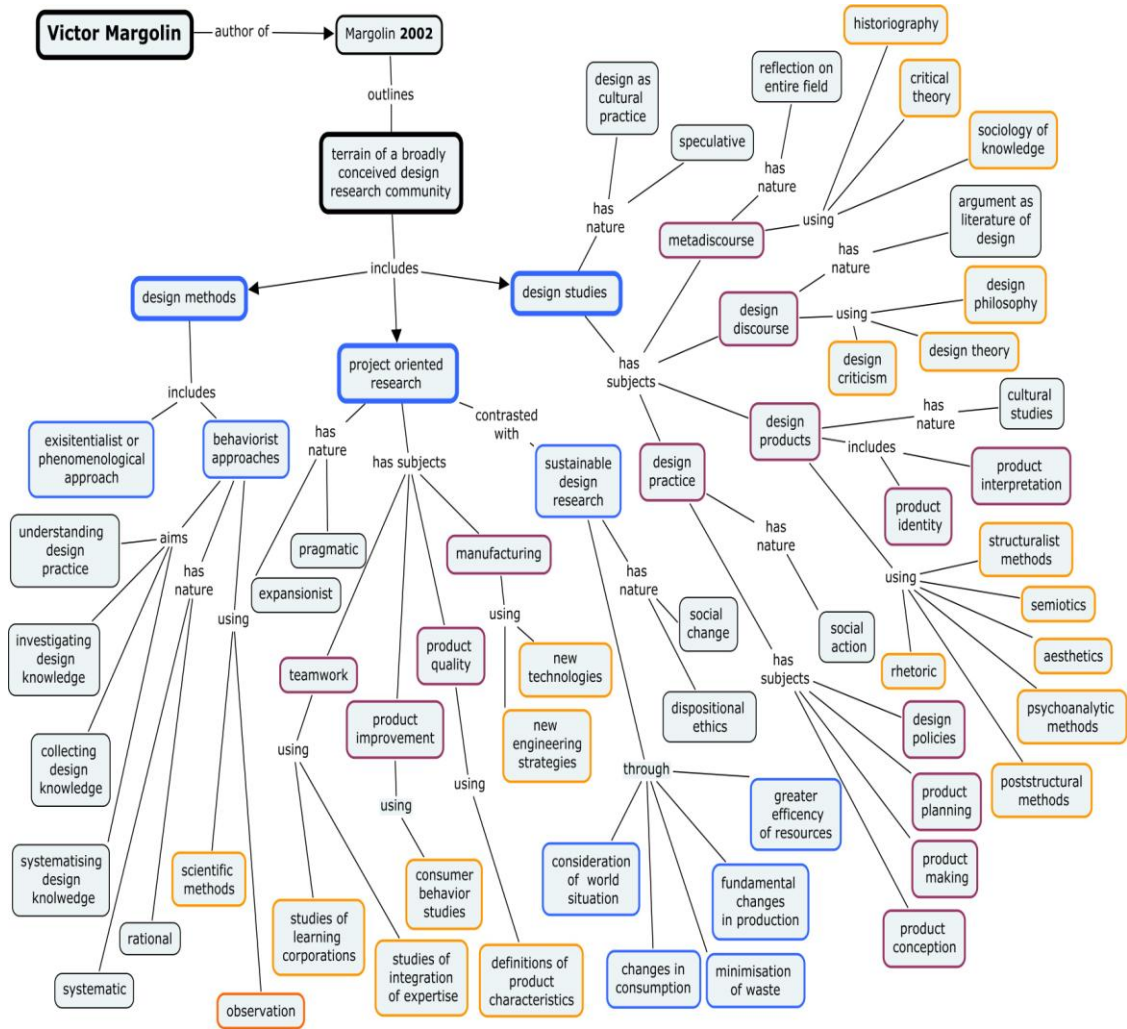 Victor Margolin
author of
Margolin 2002
outlines
terrain of a broadly
conceived design
research community
includes
design methods
design studies
project oriented
research
includes
exisitentialist or
phenomenological
approach
behaviorist
approaches
aims
understanding
design
practice
investigating
design
knowledge
collecting
design
knowledge
systematising
design
knolwedge
has
nature
rational
systematic
using
scientific
methods
observation
has
nature
pragmatic
expansionist
has subjects
teamwork
using
studies of
learning
corporations
studies of
integration
of expertise
product
improvement
using
consumer
behavior
studies
product
quality
using
definitions of
product
characteristics
manufacturing
using
new
technologies
new
engineering
strategies
contrasted
with
sustainable
design
research
has
nature
social
change
dispositional
ethics
through
greater
efficency
of resources
consideration
of world
situation
fundamental
changes
in production
changes in
consumption
minimisation
of waste
has
nature
design as
cultural
practice
speculative
has
subjects
metadiscourse
has
nature
reflection on
entire field
using
historiography
critical
theory
sociology of
knowledge
design
discourse
has
nature
argument as
literature of
design
using
design
philosophy
design theory
design
criticism
design
products
has
nature
cultural
studies
includes
product
interpretation
product
identity
using
structuralist
methods
semiotics
aesthetics
psychoanalytic
methods
poststructural
methods
rhetoric
design
practice
has
nature
social
action
has
subjects
design
policies
product
planning
product
making
product
conception